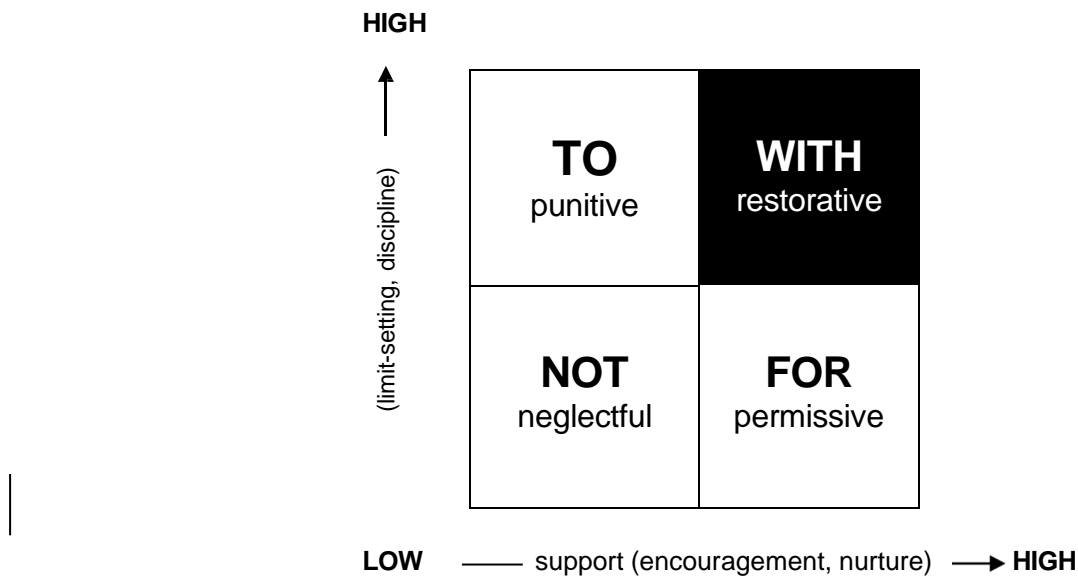 HIGH
TO
punitive
WITH
restorative
(limit-setting, discipline)
NOT
neglectful
FOR
permissive
LOW
support (encouragement, nurture)
HIGH